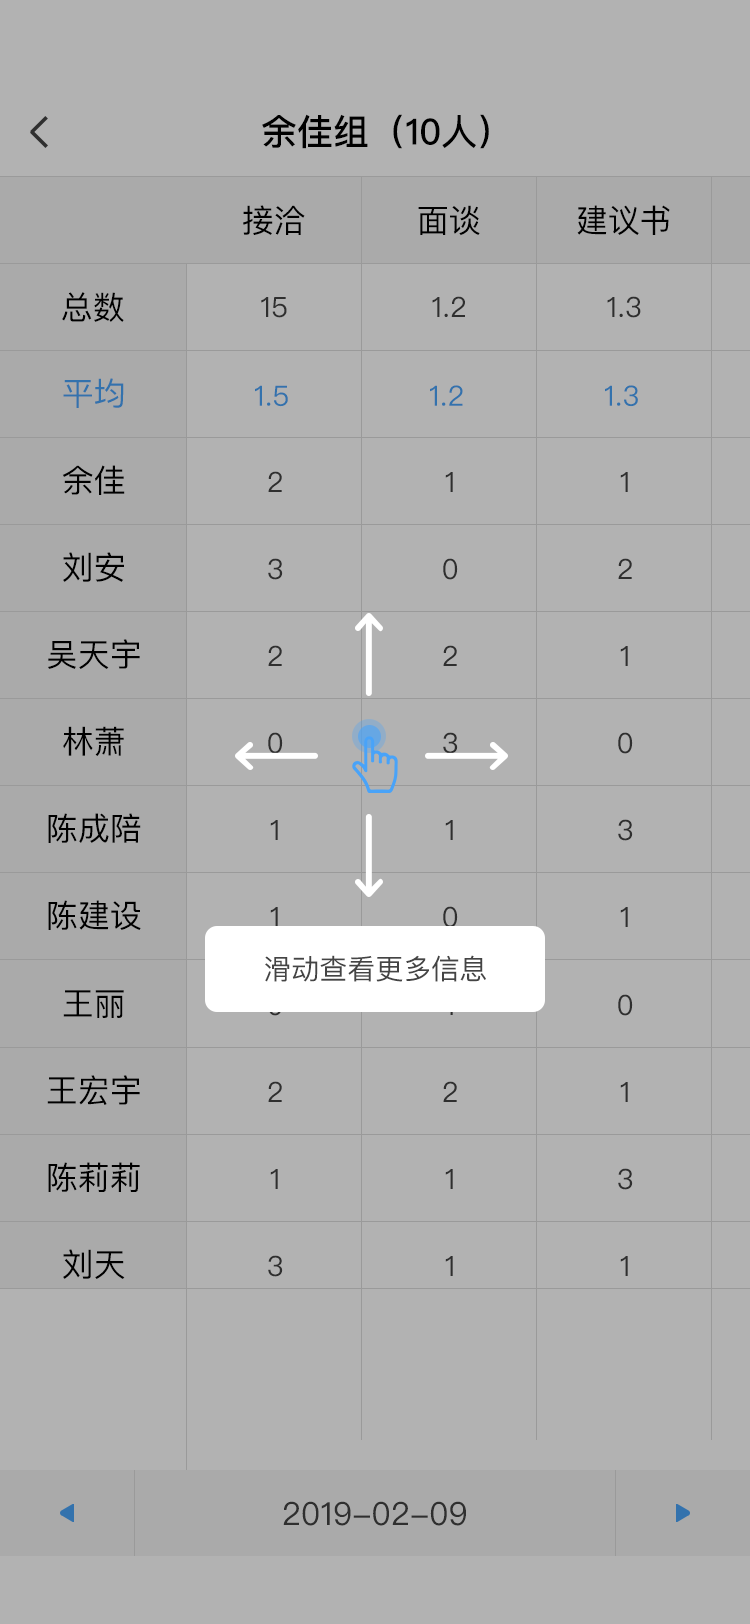 余佳组（10人）
接洽 面谈 建议书
总数 15 1.2 1.3
平均 1.5 1.2 1.3
余佳 2 1 1
刘安 3 0 2
吴天宇 2 2 1
林萧 0 3 0
陈成陪 1 1 3
陈建设 1 0 1
滑动查看更多信息
王丽 0
王宏宇 2 2 1
陈莉莉 1 1 3
刘天 3 1 1
2019-02-09